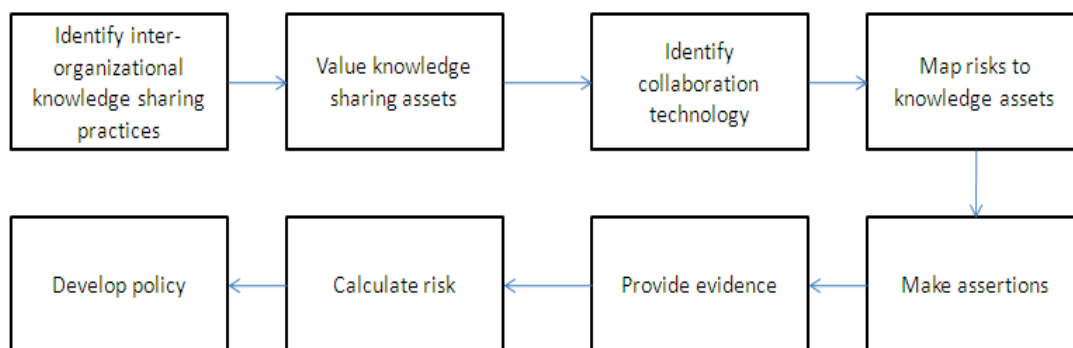 Identify inter-
organizational
knowledge sharing
practices
Value knowledge
sharing assets
Identify
collaboration
technology
Map risks to
knowledge assets
Develop policy
Calculate risk
Provide evidence
Make assertions